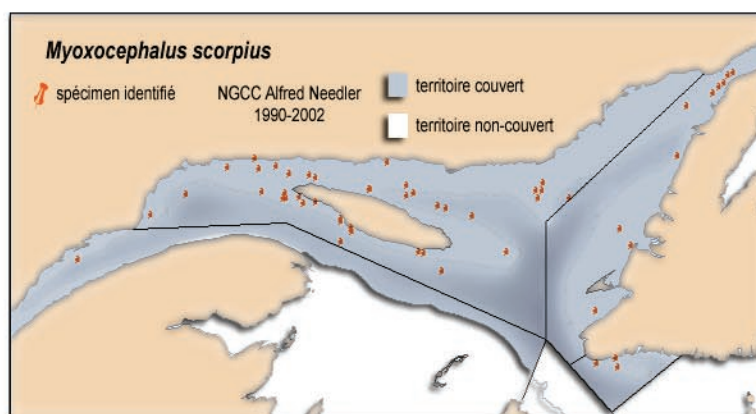 Myoxocephalus scorpius
spécimen identifié
NGCC Alfred Needler
1990-2002
territoire couvert
territoire non-couvert